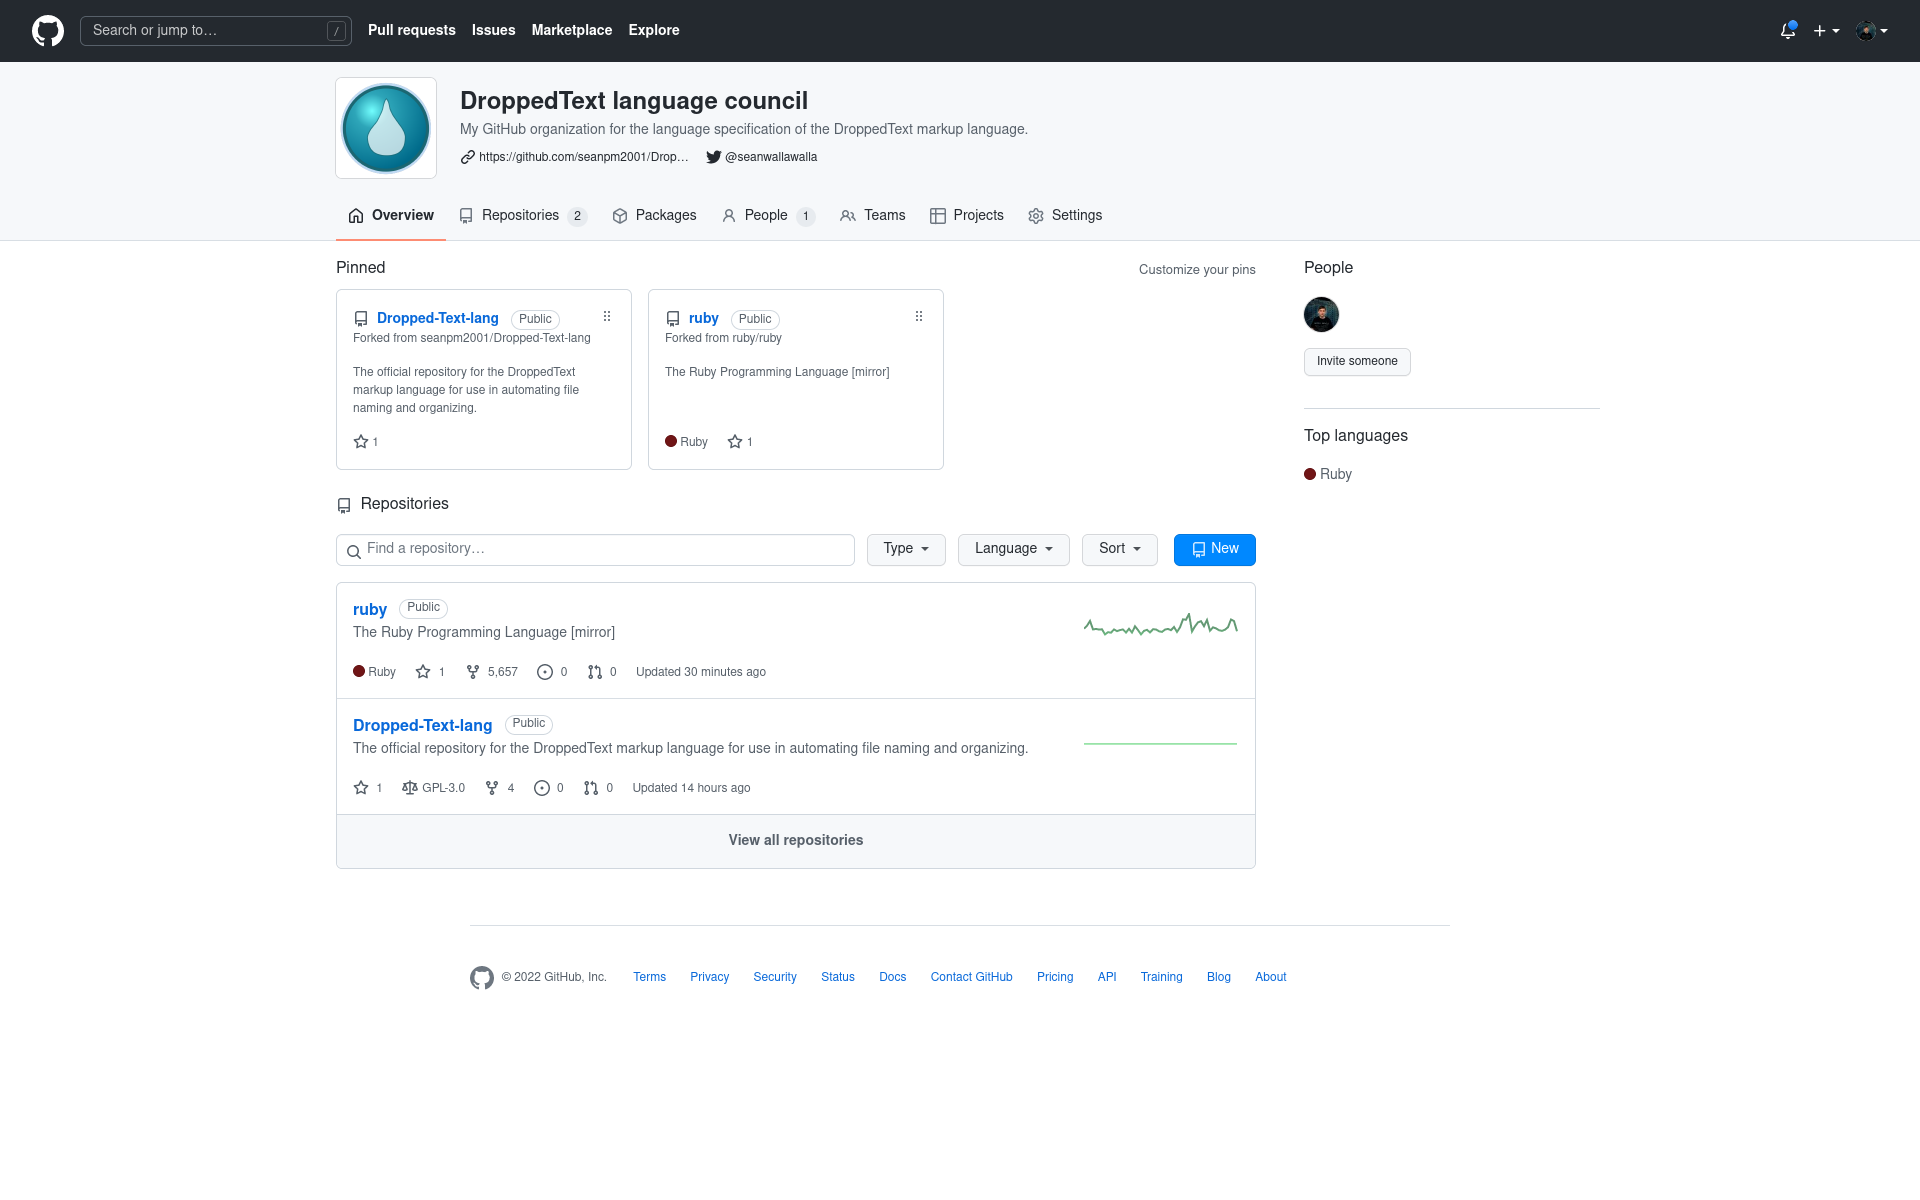 Search or jump to… /
Pull requests Issues Marketplace Explore
DroppedText language council
My GitHub organization for the language specification of the DroppedText markup language.
https://github.com/seanpm2001/Drop… @seanwallawalla
Overview Repositories 2 Packages People 1 Teams Projects Settings
Pinned
Customize your pins
Dropped-Text-lang Public
Forked from seanpm2001/Dropped-Text-lang
The official repository for the DroppedText
markup language for use in automating file
naming and organizing.
1
ruby Public
Forked from ruby/ruby
The Ruby Programming Language [mirror]
Ruby 1
People
Invite someone
Top languages
Ruby
Repositories
Find a repository…
Type Language Sort New
ruby Public
The Ruby Programming Language [mirror]
Ruby 1 5,657 0 0 Updated 30 minutes ago
Dropped-Text-lang Public
The official repository for the DroppedText markup language for use in automating file naming and organizing.
1 GPL-3.0 4 0 0 Updated 14 hours ago
View all repositories
© 2022 GitHub, Inc. Terms Privacy Security Status Docs Contact GitHub Pricing API Training Blog About